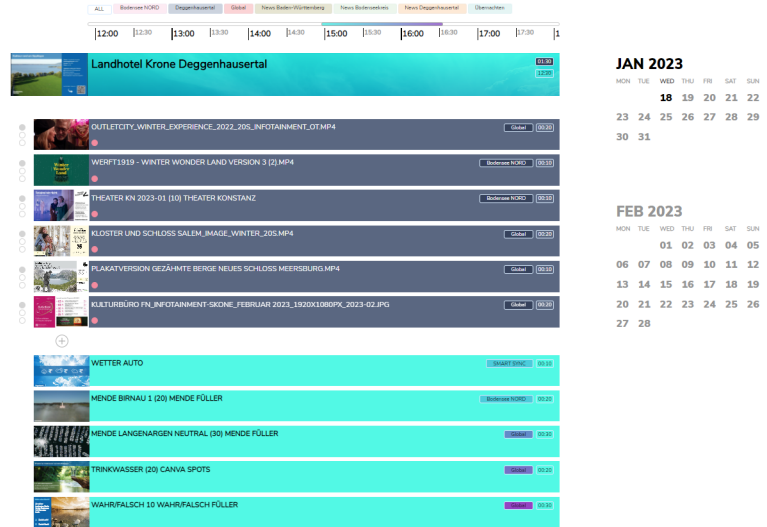 ALL Bodensee NORD Deggenhausertal Global News Baden-Württemberg News Bodenseekreis News Deggenhausertal Übernachten
12:00 12:30 13:00 13:30 14:00 14:30 15:00 15:30 16:00 16:30 17:00 17:30 1
Landhotel Krone Deggenhausertal 01:30
12:20
OUTLETCITY_WINTER_EXPERIENCE_2022_20S_INFOTAINMENT_OT.MP4 Global 00:20
WERFT1919 - WINTER WONDER LAND VERSION 3 (2).MP4 Bodensee NORD 00:10
THEATER KN 2023-01 (10) THEATER KONSTANZ Bodensee NORD 00:10
KLOSTER UND SCHLOSS SALEM_IMAGE_WINTER_20S.MP4 Global 00:20
PLAKATVERSION GEZÄHMTE BERGE NEUES SCHLOSS MEERSBURG.MP4 Global 00:10
KULTURBÜRO FN_INFOTAINMENT-SKONE_FEBRUAR 2023_1920X1080PX_2023-02.JPG Global 00:20
WETTER AUTO SMART SYNC 00:10
MENDE BIRNAU 1 (20) MENDE FÜLLER Bodensee NORD 00:20
MENDE LANGENARGEN NEUTRAL (30) MENDE FÜLLER Global 00:30
TRINKWASSER (20) CANVA SPOTS Global 00:20
WAHR/FALSCH 10 WAHR/FALSCH FÜLLER Global 00:30
JAN 2023
MON TUE WED THU FRI SAT SUN
18 19 20 21 22
23 24 25 26 27 28 29
30 31
FEB 2023
MON TUE WED THU FRI SAT SUN
01 02 03 04 05
06 07 08 09 10 11 12
13 14 15 16 17 18 19
20 21 22 23 24 25 26
27 28